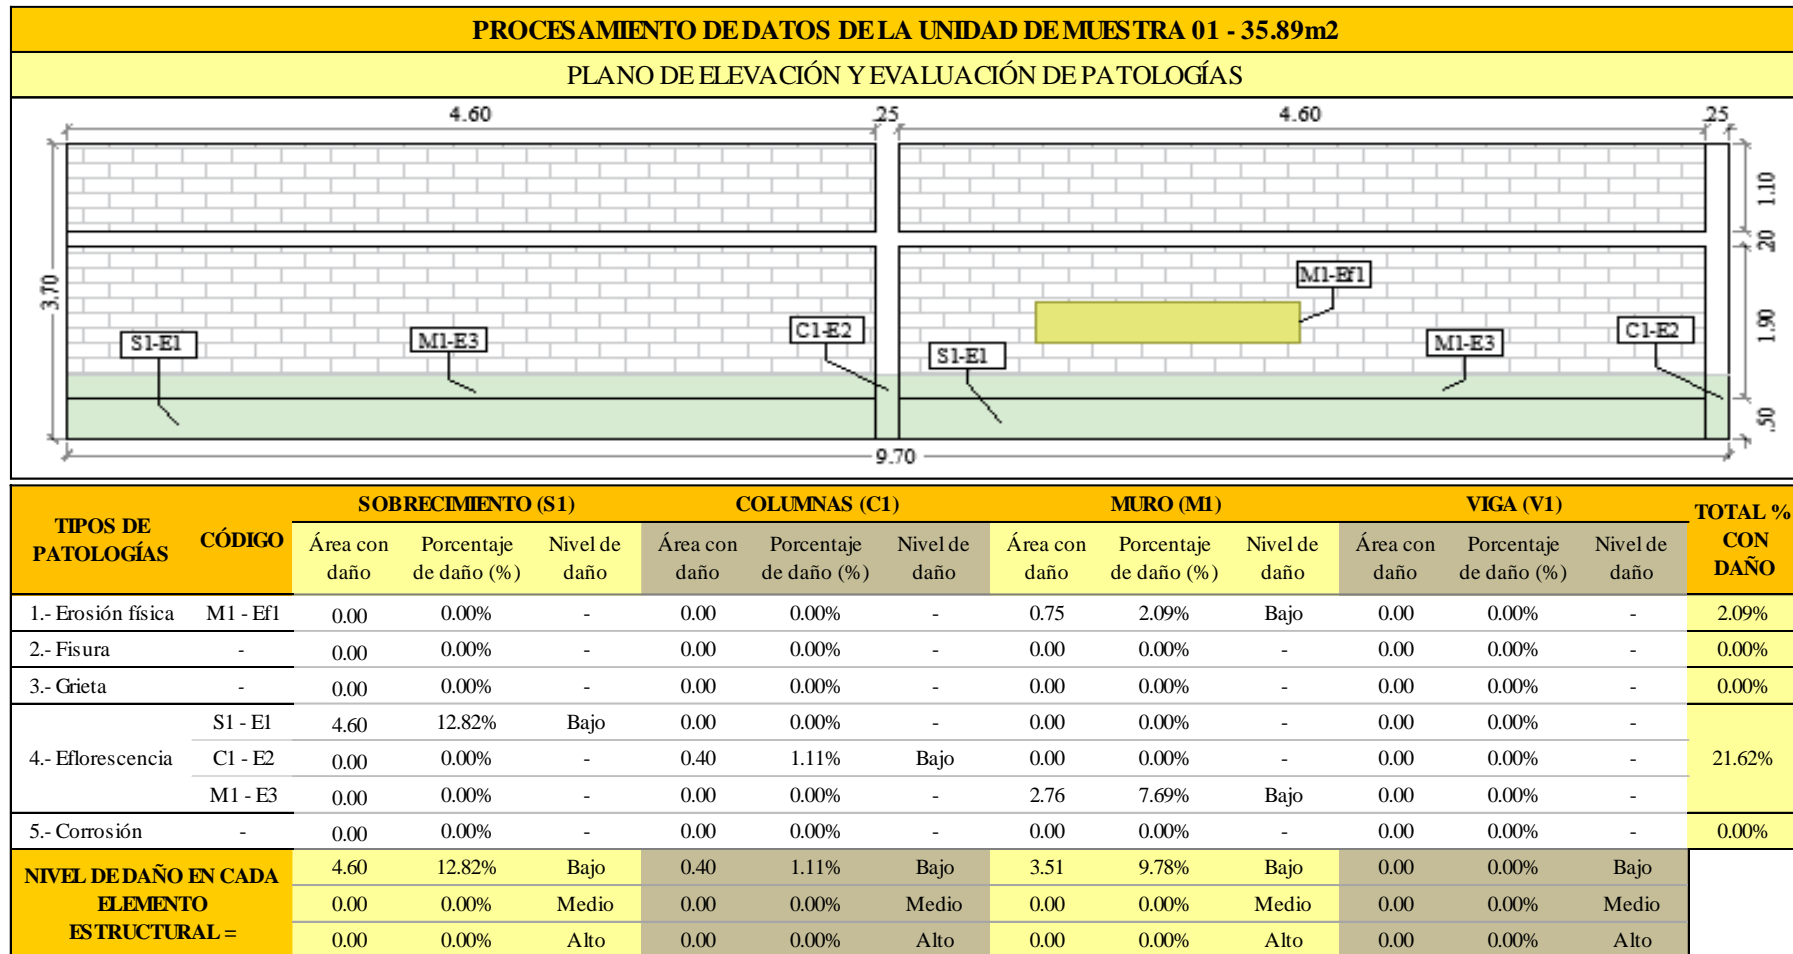 PROCESAMIENTO DE DATOS DE LA UNIDAD DE MUESTRA 01 - 35.89m2
PLANO DE ELEVACIÓN Y EVALUACIÓN DE PATOLOGÍAS
4.60 .25 4.60 .25
3.70
1.10
.20
1.90
.50
M1-Ef1
S1-E1 M1-E3 C1-E2 S1-E1 M1-E3 C1-E2
9.70
TIPOS DE PATOLOGÍAS CÓDIGO SOBRECIMIENTO (S1) COLUMNAS (C1) MURO (M1) VIGA (V1) TOTAL % CON DAÑO
Área con daño Porcentaje de daño (%) Nivel de daño Área con daño Porcentaje de daño (%) Nivel de daño Área con daño Porcentaje de daño (%) Nivel de daño Área con daño Porcentaje de daño (%) Nivel de daño
1.- Erosión física M1 - Ef1 0.00 0.00% - 0.00 0.00% - 0.75 2.09% Bajo 0.00 0.00% - 2.09%
2.- Fisura - 0.00 0.00% - 0.00 0.00% - 0.00 0.00% - 0.00 0.00% - 0.00%
3.- Grieta - 0.00 0.00% - 0.00 0.00% - 0.00 0.00% - 0.00 0.00% - 0.00%
S1 - E1 4.60 12.82% Bajo 0.00 0.00% - 0.00 0.00% - 0.00 0.00% -
4.- Eflorescencia C1 - E2 0.00 0.00% - 0.40 1.11% Bajo 0.00 0.00% - 0.00 0.00% - 21.62%
M1 - E3 0.00 0.00% - 0.00 0.00% - 2.76 7.69% Bajo 0.00 0.00% -
5.- Corrosión - 0.00 0.00% - 0.00 0.00% - 0.00 0.00% - 0.00 0.00% - 0.00%
NIVEL DE DAÑO EN CADA 4.60 12.82% Bajo 0.40 1.11% Bajo 3.51 9.78% Bajo 0.00 0.00% Bajo
ELEMENTO 0.00 0.00% Medio 0.00 0.00% Medio 0.00 0.00% Medio 0.00 0.00% Medio
ESTRUCTURAL = 0.00 0.00% Alto 0.00 0.00% Alto 0.00 0.00% Alto 0.00 0.00% Alto